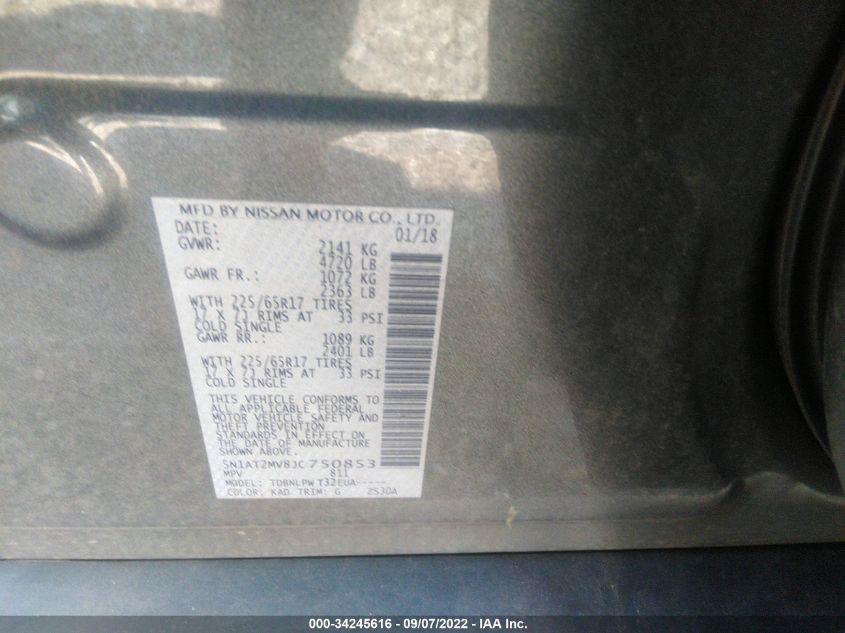 MFD BY NISSAN MOTOR CO., LTD.
DATE: 01/18
GVWR: 2141 KG
4720 LB
GAWR FR.: 1072 KG
2363 LB
WITH 225/65R17 TIRES
17 X 7J RIMS AT 33 PSI
COLD SINGLE
GAWR RR.: 1089 KG
2401 LB
WITH 225/65R17 TIRES
17 X 7J RIMS AT 33 PSI
COLD SINGLE
THIS VEHICLE CONFORMS TO
ALL APPLICABLE FEDERAL
MOTOR VEHICLE SAFETY AND
THEFT PREVENTION
STANDARDS IN EFFECT ON
THE DATE OF MANUFACTURE
SHOWN ABOVE.
5N1AT2MV8JC750853
MPV 811
MODEL: TDBNLPW T32EUA-----
COLOR: KAD TRIM: G 2S30A
000-34245616 - 09/07/2022 - IAA Inc.